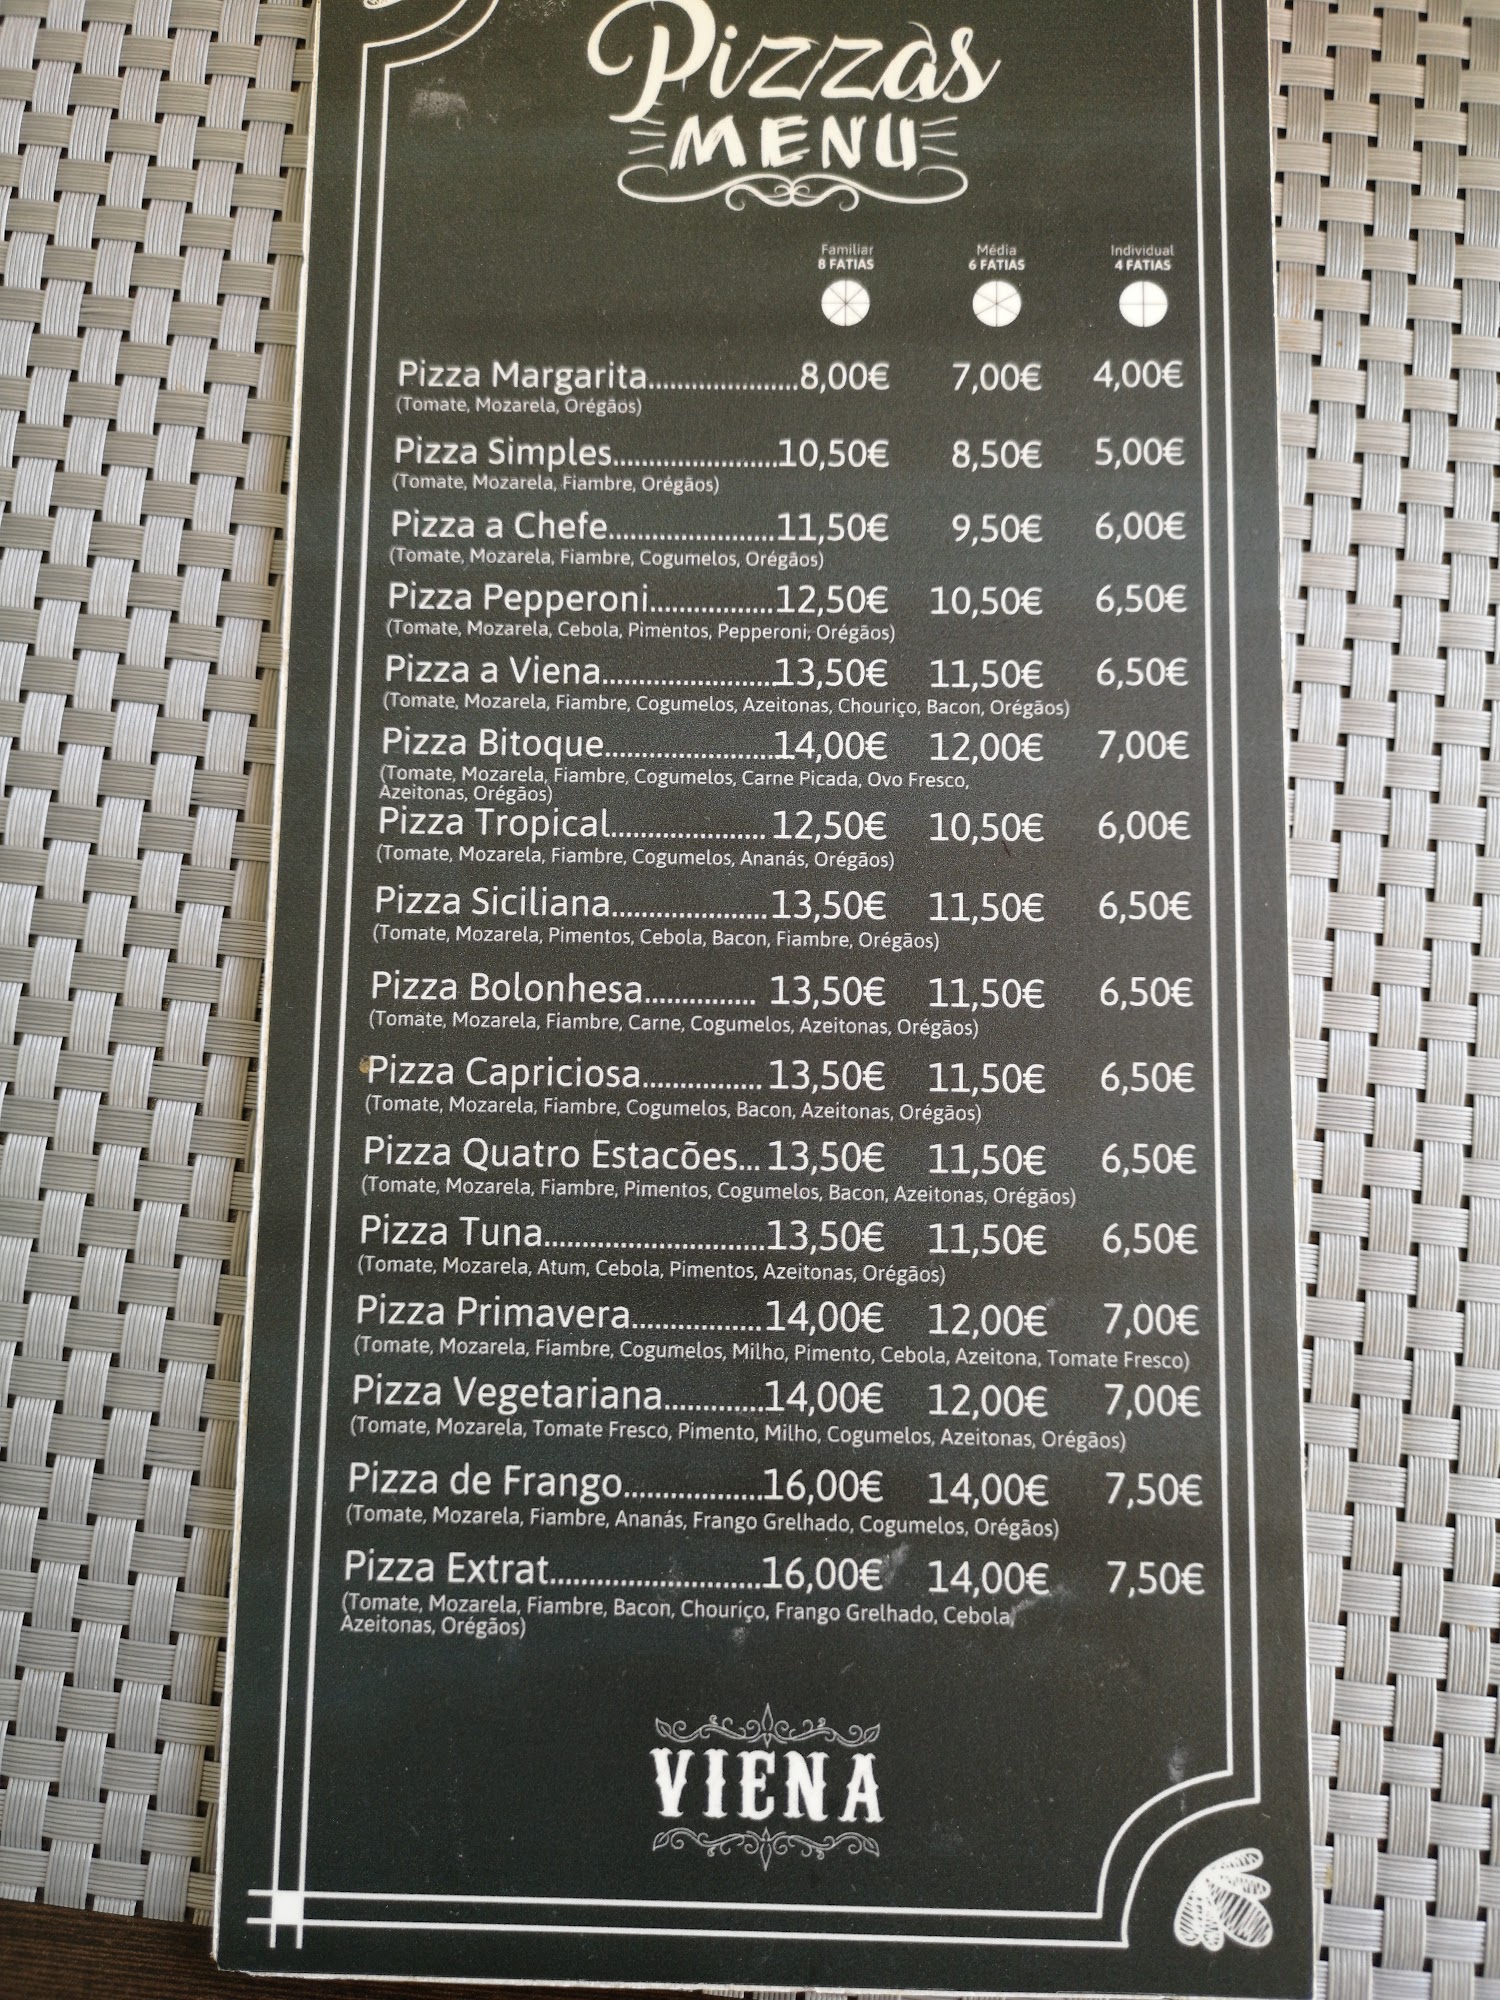 Pizzas
MENU
Familiar Média Individual
8 FATIAS 6 FATIAS 4 FATIAS
Pizza Margarita....................8,00€ 7,00€ 4,00€
(Tomate, Mozarela, Orégãos)
Pizza Simples......................10,50€ 8,50€ 5,00€
(Tomate, Mozarela, Fiambre, Orégãos)
Pizza a Chefe......................11,50€ 9,50€ 6,00€
(Tomate, Mozarela, Fiambre, Cogumelos, Orégãos)
Pizza Pepperoni................12,50€ 10,50€ 6,50€
(Tomate, Mozarela, Cebola, Pimentos, Pepperoni, Orégãos)
Pizza a Viena.......................13,50€ 11,50€ 6,50€
(Tomate, Mozarela, Fiambre, Cogumelos, Azeitonas, Chouriço, Bacon, Orégãos)
Pizza Bitoque.......................14,00€ 12,00€ 7,00€
(Tomate, Mozarela, Fiambre, Cogumelos, Carne Picada, Ovo Fresco,
Azeitonas, Orégãos)
Pizza Tropical..................... 12,50€ 10,50€ 6,00€
(Tomate, Mozarela, Fiambre, Cogumelos, Ananás, Orégãos)
Pizza Siciliana.....................13,50€ 11,50€ 6,50€
(Tomate, Mozarela, Pimentos, Cebola, Bacon, Fiambre, Orégãos)
Pizza Bolonhesa............... 13,50€ 11,50€ 6,50€
(Tomate, Mozarela, Fiambre, Carne, Cogumelos, Azeitonas, Orégãos)
Pizza Capriciosa................ 13,50€ 11,50€ 6,50€
(Tomate, Mozarela, Fiambre, Cogumelos, Bacon, Azeitonas, Orégãos)
Pizza Quatro Estacões... 13,50€ 11,50€ 6,50€
(Tomate, Mozarela, Fiambre, Pimentos, Cogumelos, Bacon, Azeitonas, Orégãos)
Pizza Tuna..............................13,50€ 11,50€ 6,50€
(Tomate, Mozarela, Atum, Cebola, Pimentos, Azeitonas, Orégãos)
Pizza Primavera.................14,00€ 12,00€ 7,00€
(Tomate, Mozarela, Fiambre, Cogumelos, Milho, Pimento, Cebola, Azeitona, Tomate Fresco)
Pizza Vegetariana.............14,00€ 12,00€ 7,00€
(Tomate, Mozarela, Tomate Fresco, Pimento, Milho, Cogumelos, Azeitonas, Orégãos)
Pizza de Frango..................16,00€ 14,00€ 7,50€
(Tomate, Mozarela, Fiambre, Ananás, Frango Grelhado, Cogumelos, Orégãos)
Pizza Extrat............................16,00€ 14,00€ 7,50€
(Tomate, Mozarela, Fiambre, Bacon, Chouriço, Frango Grelhado, Cebola,
Azeitonas, Orégãos)
VIENA